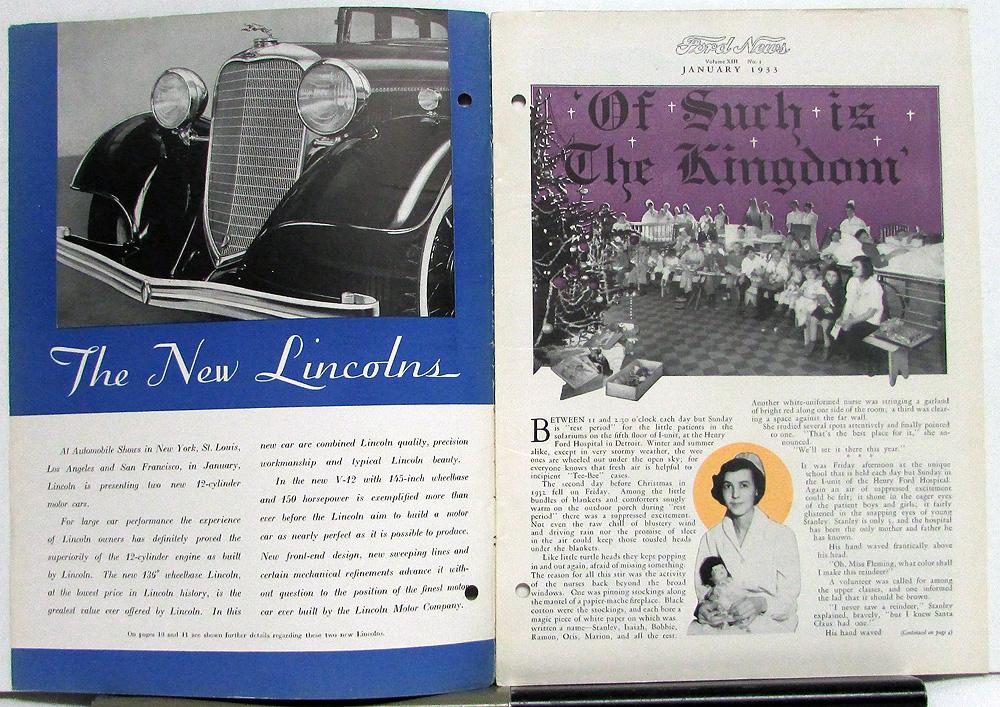 The New Lincolns
At Automobile Shows in New York, St. Louis,
Los Angeles and San Francisco, in January,
Lincoln is presenting two new 12-cylinder
motor cars.
For large car performance the experience
of Lincoln owners has definitely proved the
superiority of the 12-cylinder engine as built
by Lincoln. The new 136" wheelbase Lincoln,
at the lowest price in Lincoln history, is the
greatest value ever offered by Lincoln. In this
new car are combined Lincoln quality, precision
workmanship and typical Lincoln beauty.
In the new V-12 with 145-inch wheelbase
and 150 horsepower is exemplified more than
ever before the Lincoln aim to build a motor
car as nearly perfect as it is possible to produce.
New front-end design, new sweeping lines and
certain mechanical refinements advance it with-
out question to the position of the finest motor
car ever built by the Lincoln Motor Company.
On pages 10 and 11 are shown further details regarding these two new Lincolns.
Ford News
Volume XIII No. 1
JANUARY 1933
'Of Such is
The Kingdom'
BETWEEN 11 and 2:30 o'clock each day but Sunday
is "rest period" for the little patients in the
solariums on the fifth floor of I-unit, at the Henry
Ford Hospital in Detroit. Winter and summer
alike, except in very stormy weather, the wee
ones are wheeled out under the open sky; for
everyone knows that fresh air is helpful to
incipient "Tee-Bee" cases.
The second day before Christmas in
1932 fell on Friday. Among the little
bundles of blankets and comforters snugly
warm on the outdoor porch during "rest
period" there was a suppressed excitement.
Not even the raw chill of blustery wind
and driving rain nor the promise of sleet
in the air could keep those tousled heads
under the blankets.
Like little turtle heads they kept popping
in and out again, afraid of missing something.
The reason for all this stir was the activity
of the nurses back beyond the broad
windows. One was pinning stockings along
the mantel of a papier-mache fireplace. Black
cotton were the stockings, and each bore a
magic piece of white paper on which was
written a name—Stanley, Isaiah, Bobbie,
Ramon, Otis, Marion, and all the rest.
Another white-uniformed nurse was stringing a garland
of bright red along one side of the room; a third was clear-
ing a space against the far wall.
She studied several spots attentively and finally pointed
to one. "That's the best place for it," she an-
nounced.
"We'll set it there this year."
* * *
It was Friday afternoon at the unique
school that is held each day but Sunday in
the I-unit of the Henry Ford Hospital.
Again an air of suppressed excitement
could be felt; it shone in the eager eyes
of the patient boys and girls; it fairly
glistened in the snapping eyes of young
Stanley. Stanley is only 5, and the hospital
has been the only mother and father he
has known.
His hand waved frantically above
his head.
"Oh, Miss Fleming, what color shall
I make this reindeer?"
A volunteer was called for among
the upper classes, and one informed
the lad that it should be brown.
"I never saw a reindeer," Stanley
explained, bravely, "but I knew Santa
Claus had one."
His hand waved (Continued on page 4)